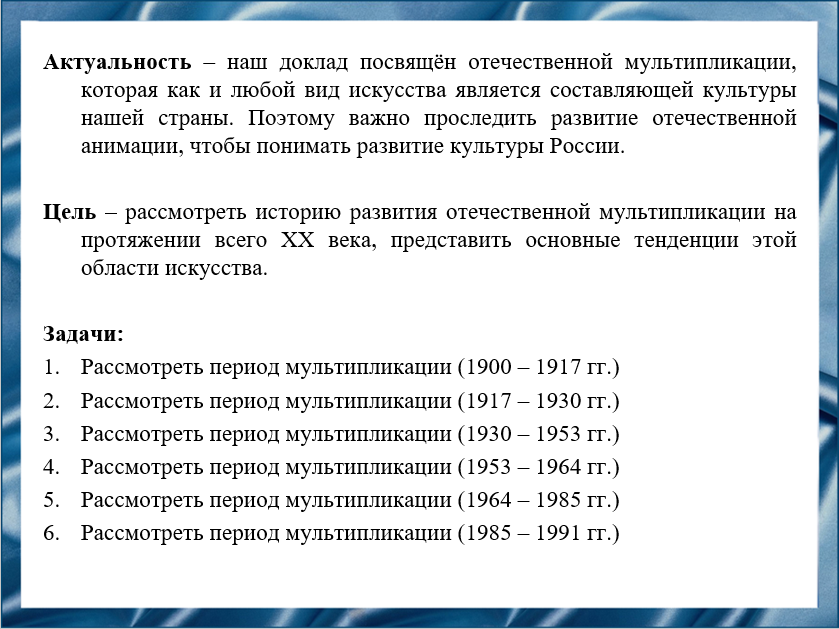 Актуальность – наш доклад посвящён отечественной мультипликации,
которая как и любой вид искусства является составляющей культуры
нашей страны. Поэтому важно проследить развитие отечественной
анимации, чтобы понимать развитие культуры России.
Цель – рассмотреть историю развития отечественной мультипликации на
протяжении всего XX века, представить основные тенденции этой
области искусства.
Задачи:
1. Рассмотреть период мультипликации (1900 – 1917 гг.)
2. Рассмотреть период мультипликации (1917 – 1930 гг.)
3. Рассмотреть период мультипликации (1930 – 1953 гг.)
4. Рассмотреть период мультипликации (1953 – 1964 гг.)
5. Рассмотреть период мультипликации (1964 – 1985 гг.)
6. Рассмотреть период мультипликации (1985 – 1991 гг.)